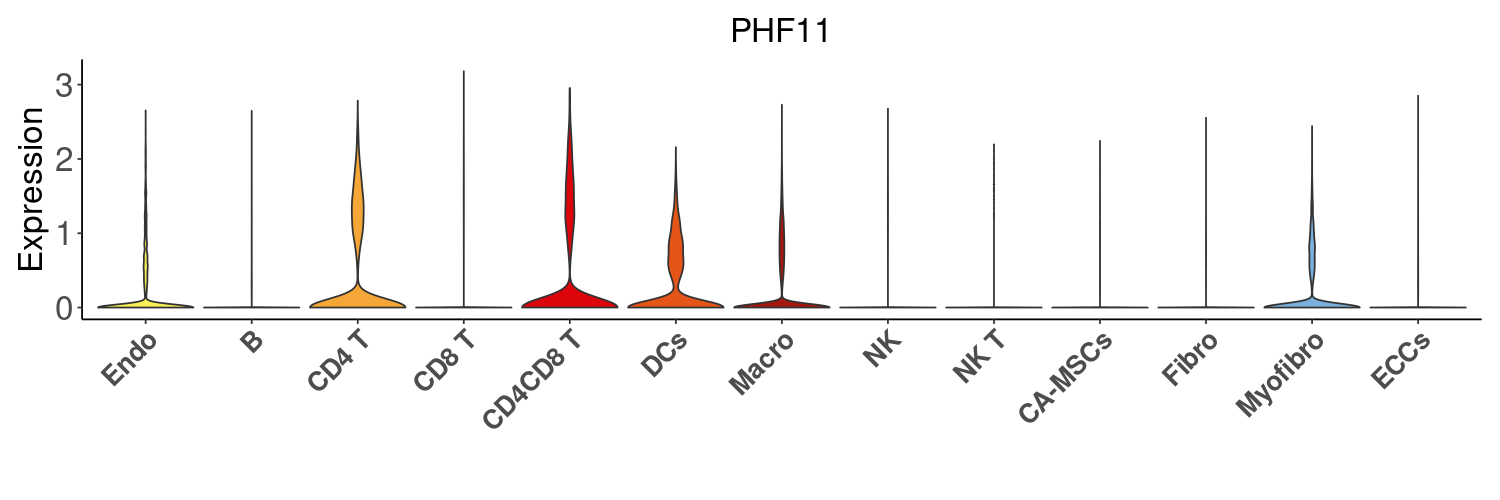 PHF11
Expression
3
2
1
0
Endo
B
CD4 T
CD8 T
CD4CD8 T
DCs
Macro
NK
NK T
CA-MSCs
Fibro
Myofibro
ECCs